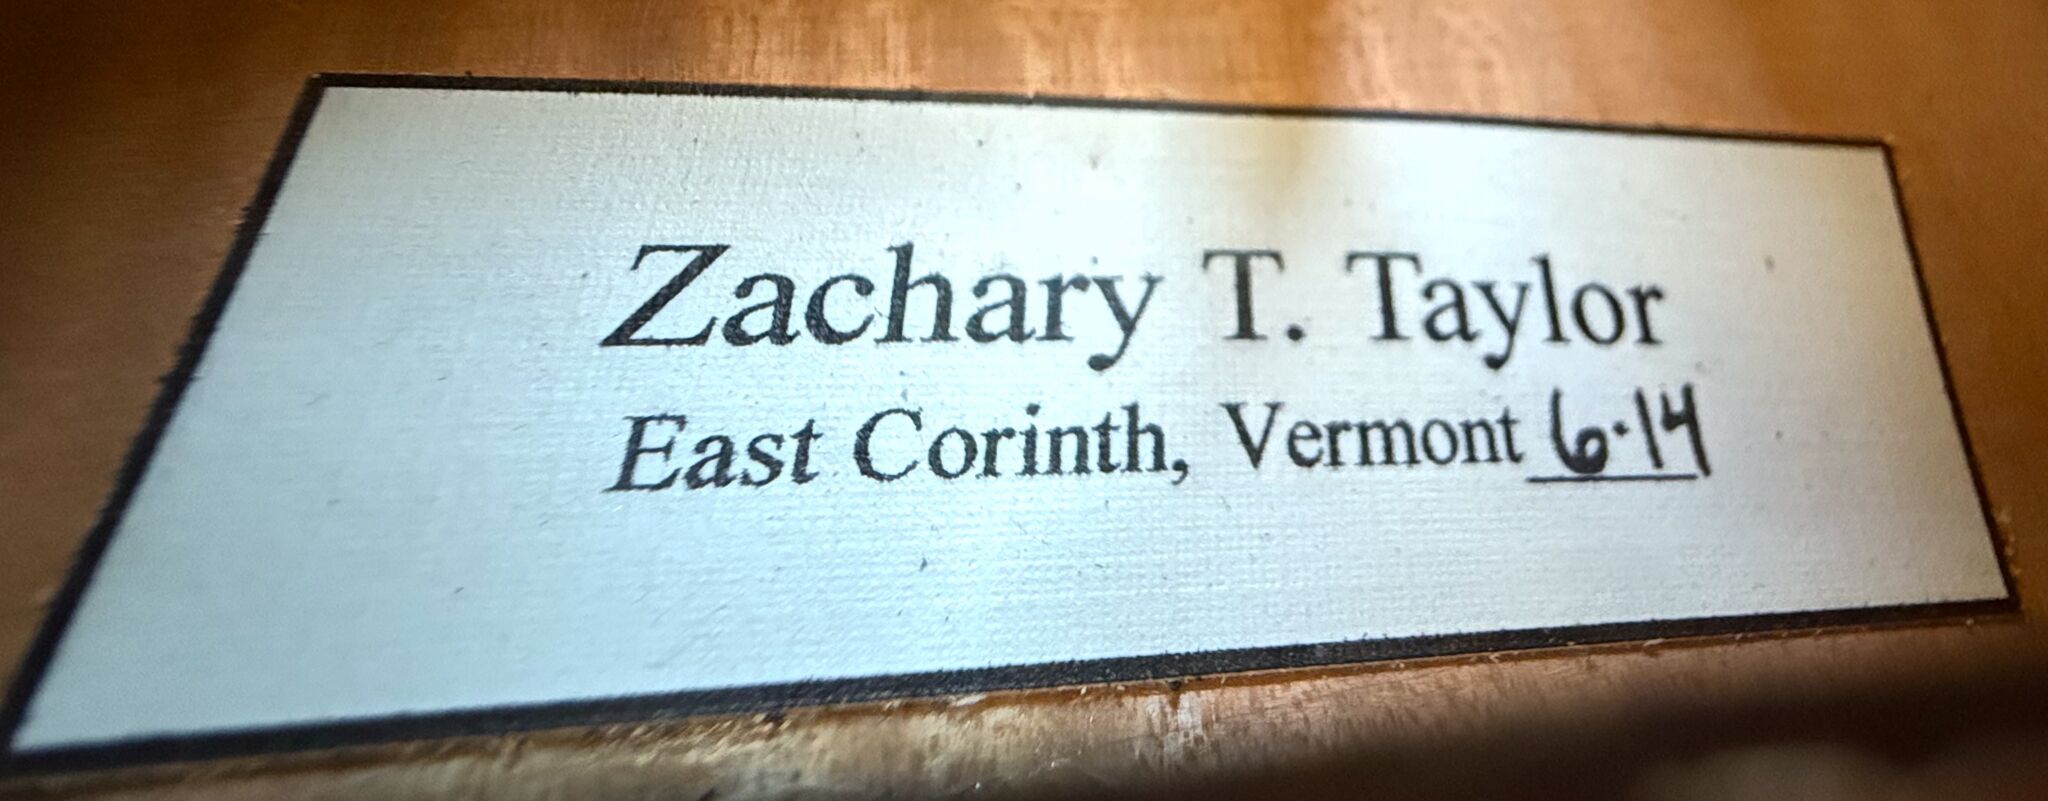 Zachary T. Taylor
East Corinth, Vermont 6·14